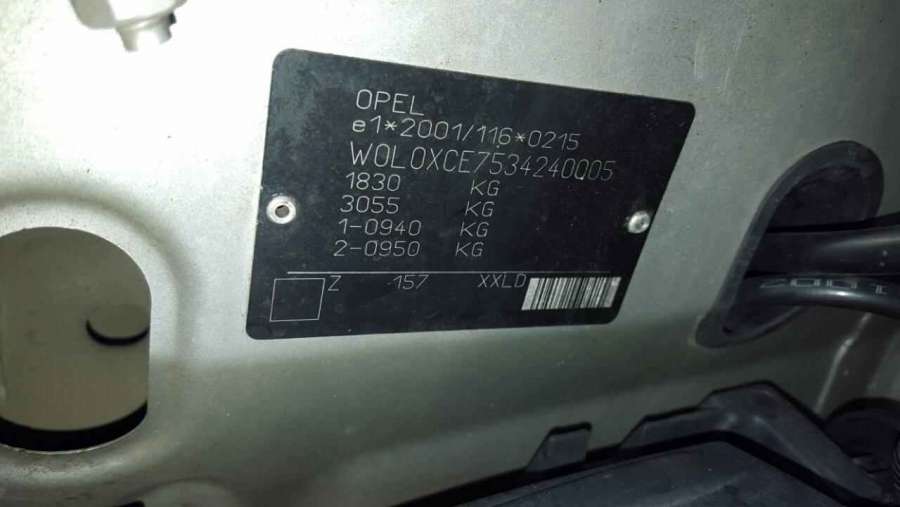 OPEL
e1*2001/116*0215
W0L0XCE7534240005
1830 KG
3055 KG
1-0940 KG
2-0950 KG
Z 157 XXLD